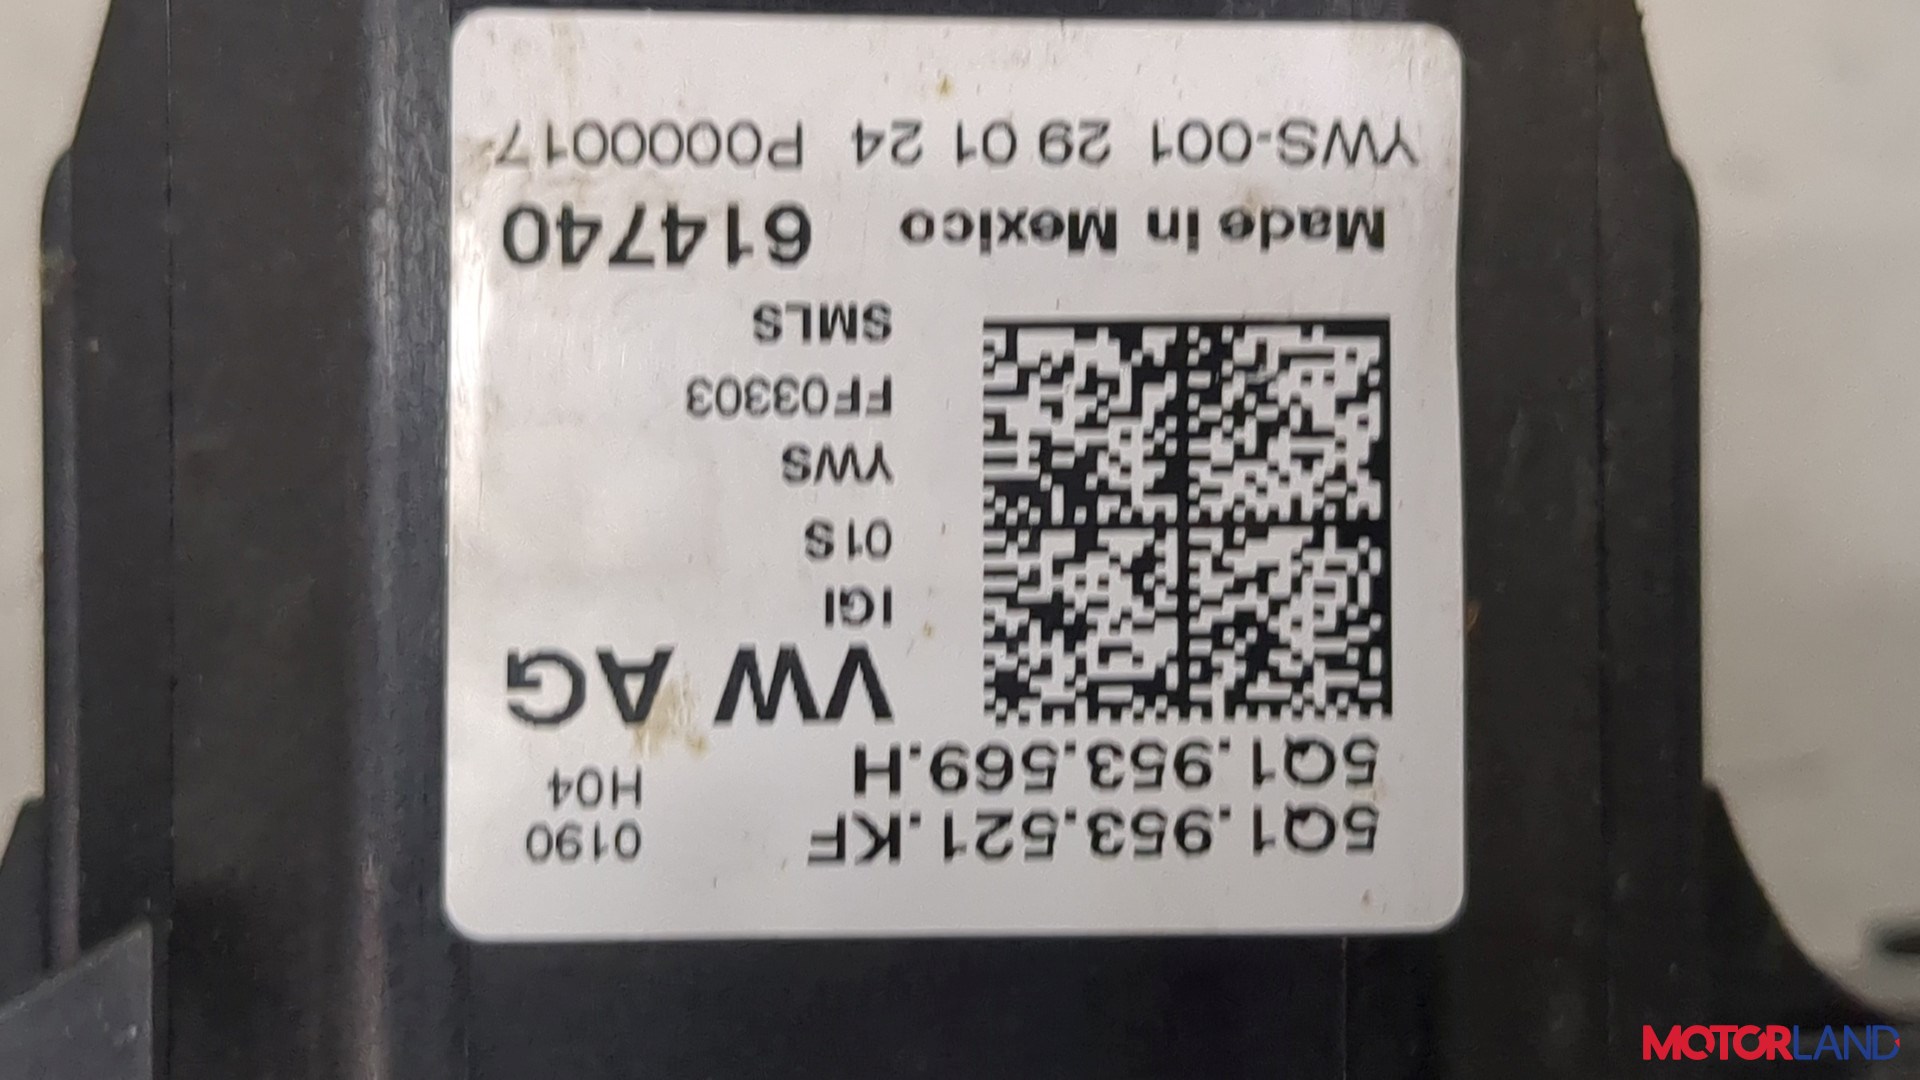 5Q1.953.521.KF 0190
5Q1.953.569.H H04
VW AG
IGI
01S
YWS
FF03303
SMLS
Made in Mexico 614740
YWS-001 29 01 24 P0000017
MOTORLAND